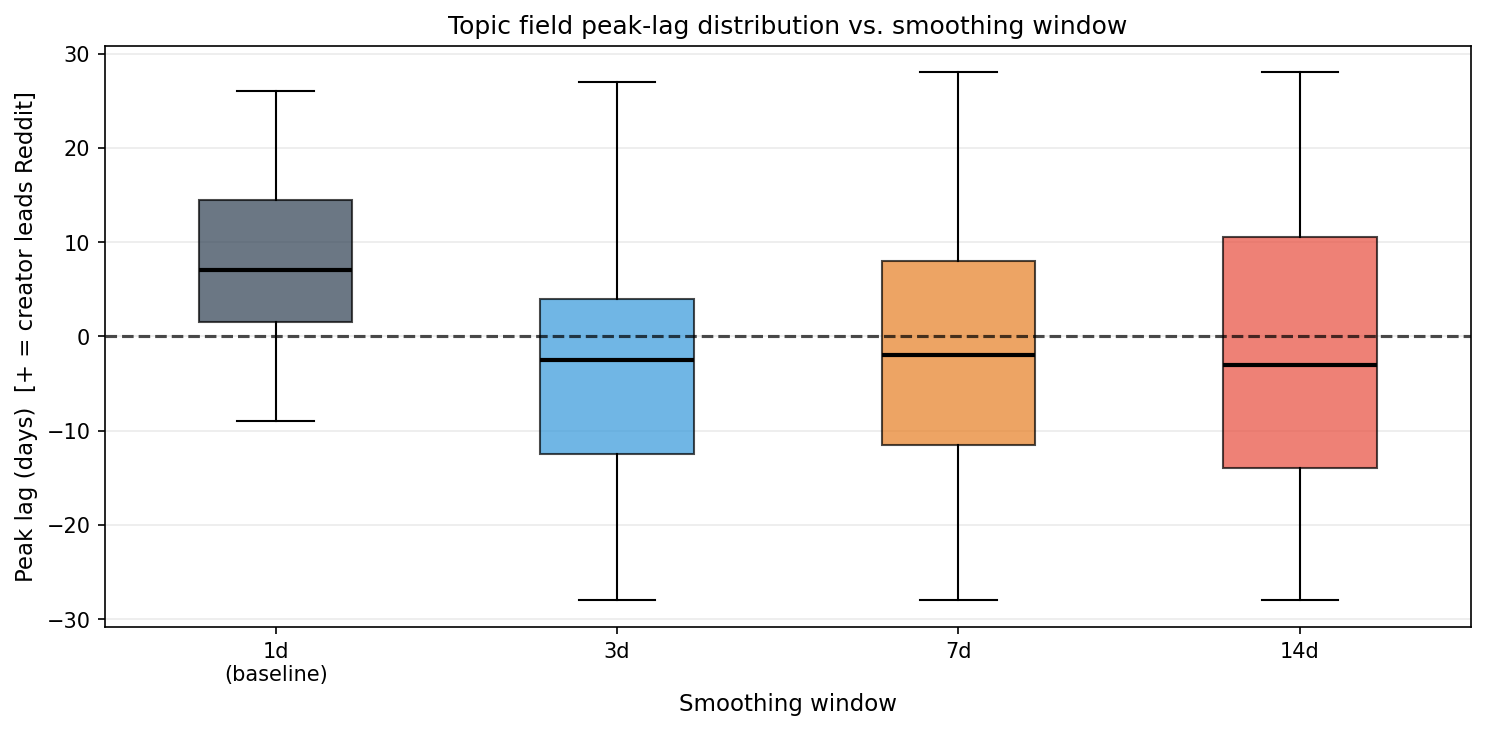 Topic field peak-lag distribution vs. smoothing window
Peak lag (days)  [+ = creator leads Reddit]
30
20
10
0
−10
−20
−30
1d
(baseline)
3d
7d
14d
Smoothing window